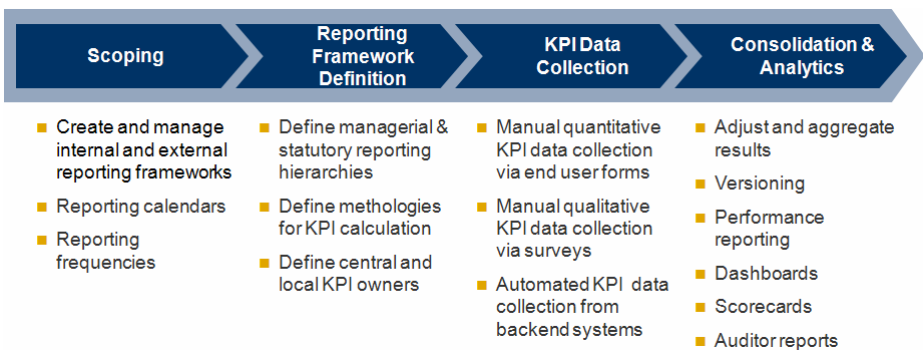 Scoping
Reporting
Framework
Definition
KPI Data
Collection
Consolidation &
Analytics
Create and manage
internal and external
reporting frameworks
Reporting calendars
Reporting
frequencies
Define managerial &
statutory reporting
hierarchies
Define methologies
for KPI calculation
Define central and
local KPI owners
Manual quantitative
KPI data collection
via end user forms
Manual qualitative
KPI data collection
via surveys
Automated KPI data
collection from
backend systems
Adjust and aggregate
results
Versioning
Performance
reporting
Dashboards
Scorecards
Auditor reports